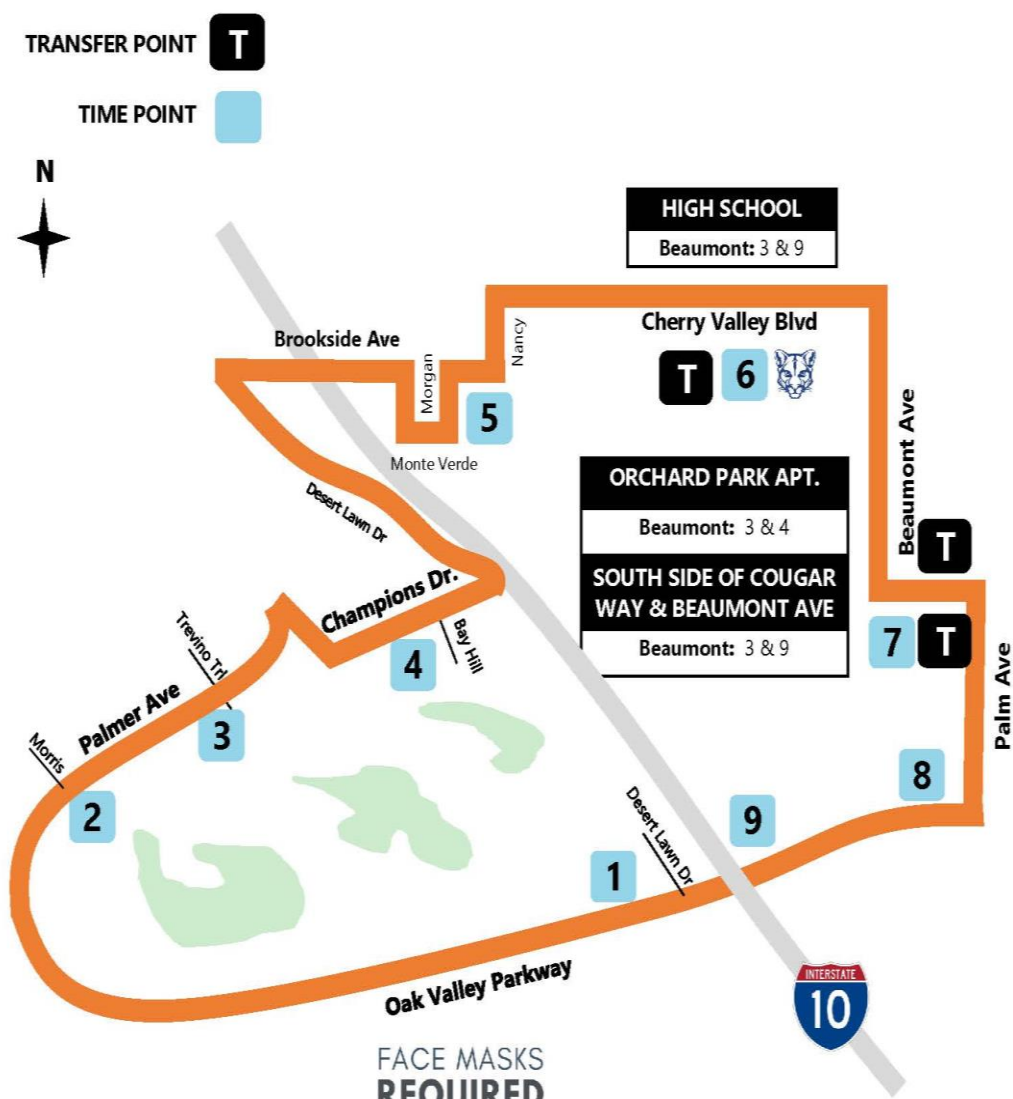 TRANSFER POINT T
TIME POINT
N
HIGH SCHOOL
Beaumont: 3 & 9
Cherry Valley Blvd
Brookside Ave
Nancy
Morgan
T 6
5
Monte Verde
Beaumont Ave
ORCHARD PARK APT.
Beaumont: 3 & 4
SOUTH SIDE OF COUGAR
WAY & BEAUMONT AVE
Beaumont: 3 & 9
Desert Lawn Dr
T
Champions Dr.
Trevino Trl
4
Bay Hill
7 T
Palm Ave
Palmer Ave
3
Morris
2
8
9
Desert Lawn Dr
1
Oak Valley Parkway
INTERSTATE
10
FACE MASKS
REQUIRED